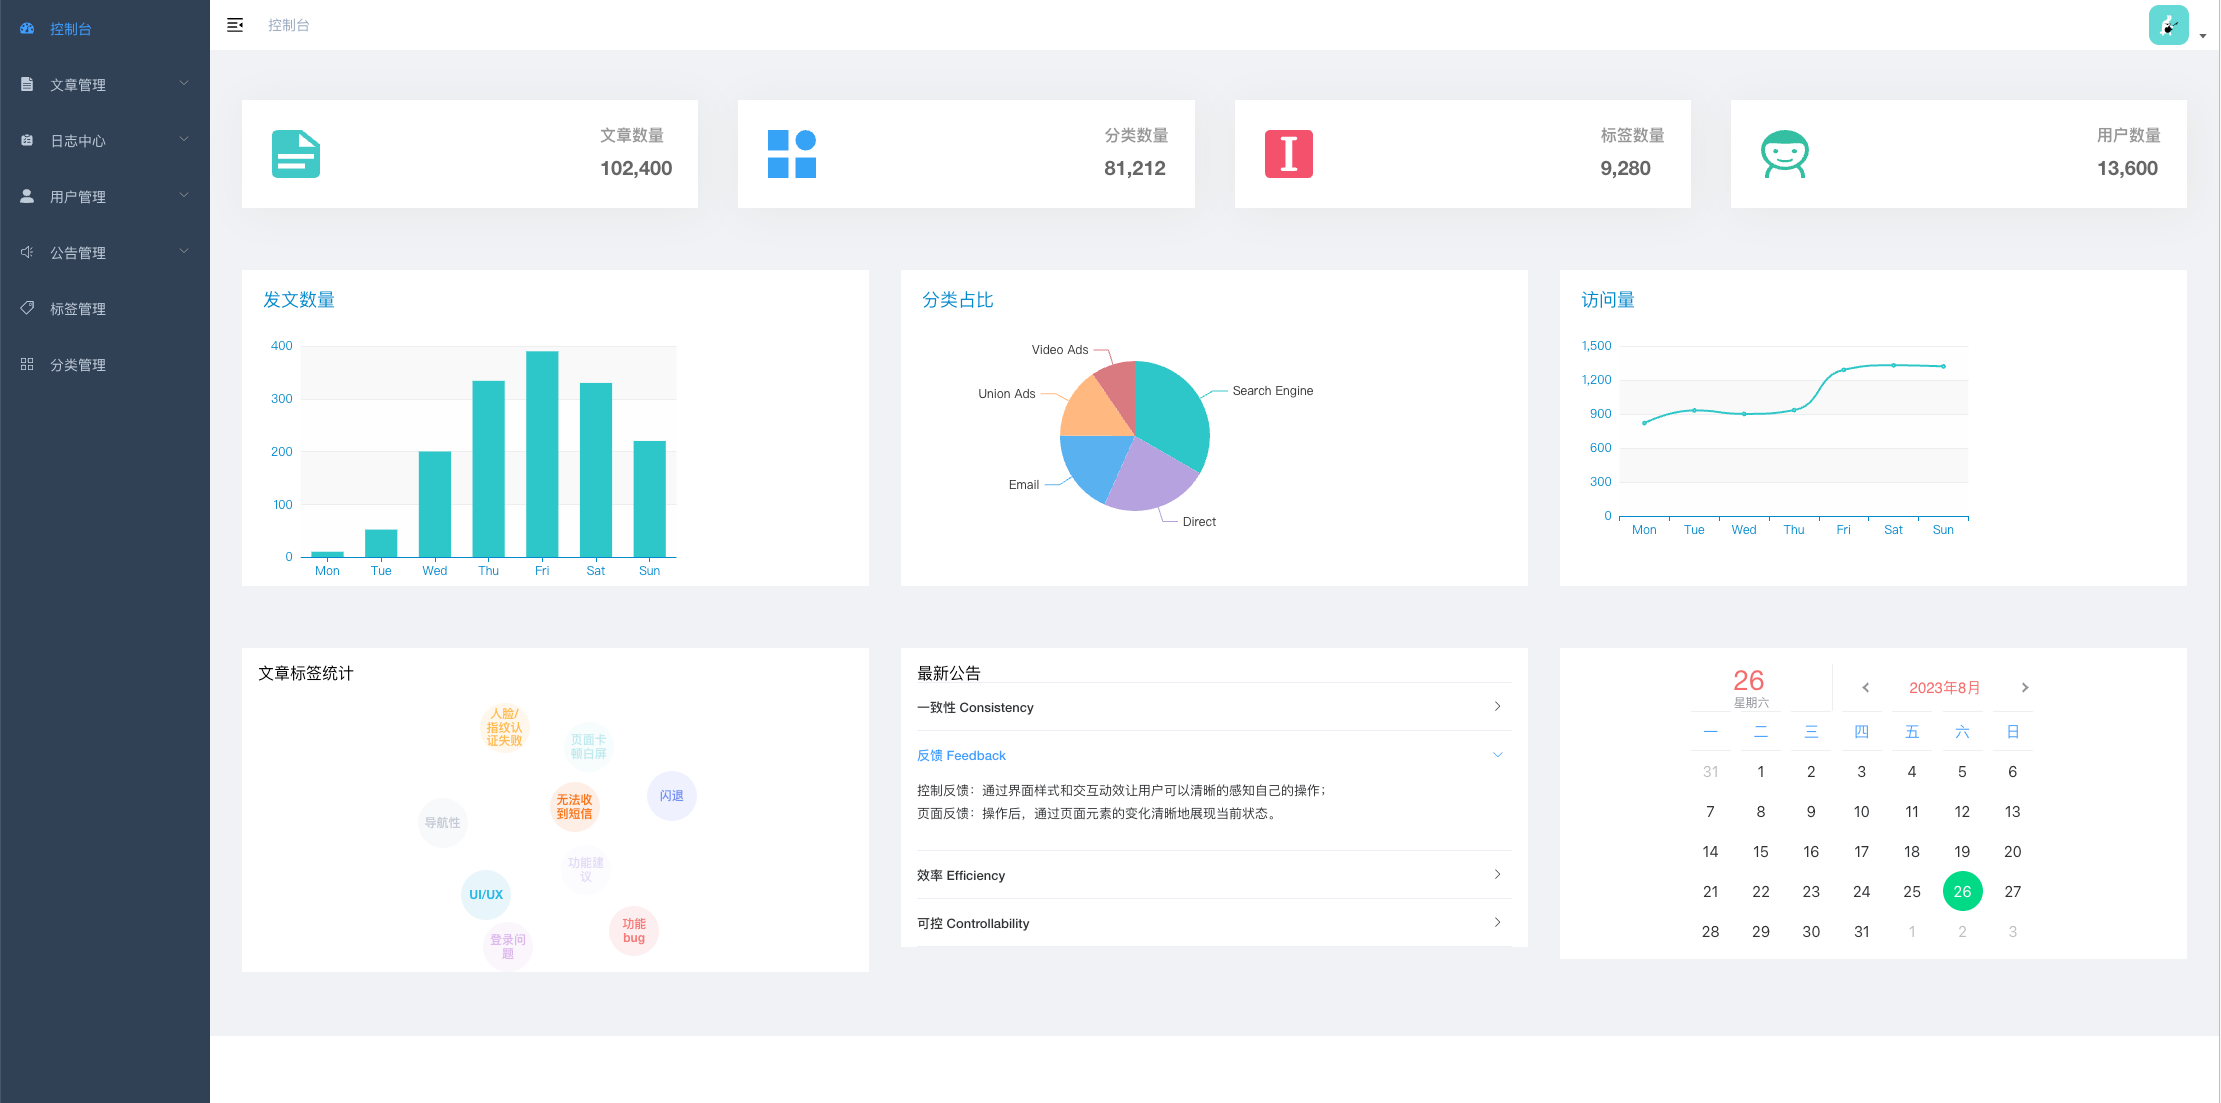 控制台
文章管理
日志中心
用户管理
公告管理
标签管理
分类管理
控制台
文章数量
102,400
分类数量
81,212
标签数量
9,280
用户数量
13,600
发文数量
400
300
200
100
0
Mon Tue Wed Thu Fri Sat Sun
分类占比
Video Ads
Union Ads
Search Engine
Email
Direct
访问量
1,500
1,200
900
600
300
0
Mon Tue Wed Thu Fri Sat Sun
文章标签统计
人脸/
指纹认
证失败
页面卡
顿白屏
闪退
无法收
到短信
导航性
功能建
议
UI/UX
功能
bug
登录问
题
最新公告
一致性 Consistency
反馈 Feedback
控制反馈：通过界面样式和交互动效让用户可以清晰的感知自己的操作；
页面反馈：操作后，通过页面元素的变化清晰地展现当前状态。
效率 Efficiency
可控 Controllability
26
星期六
2023年8月
一 二 三 四 五 六 日
31 1 2 3 4 5 6
7 8 9 10 11 12 13
14 15 16 17 18 19 20
21 22 23 24 25 26 27
28 29 30 31 1 2 3